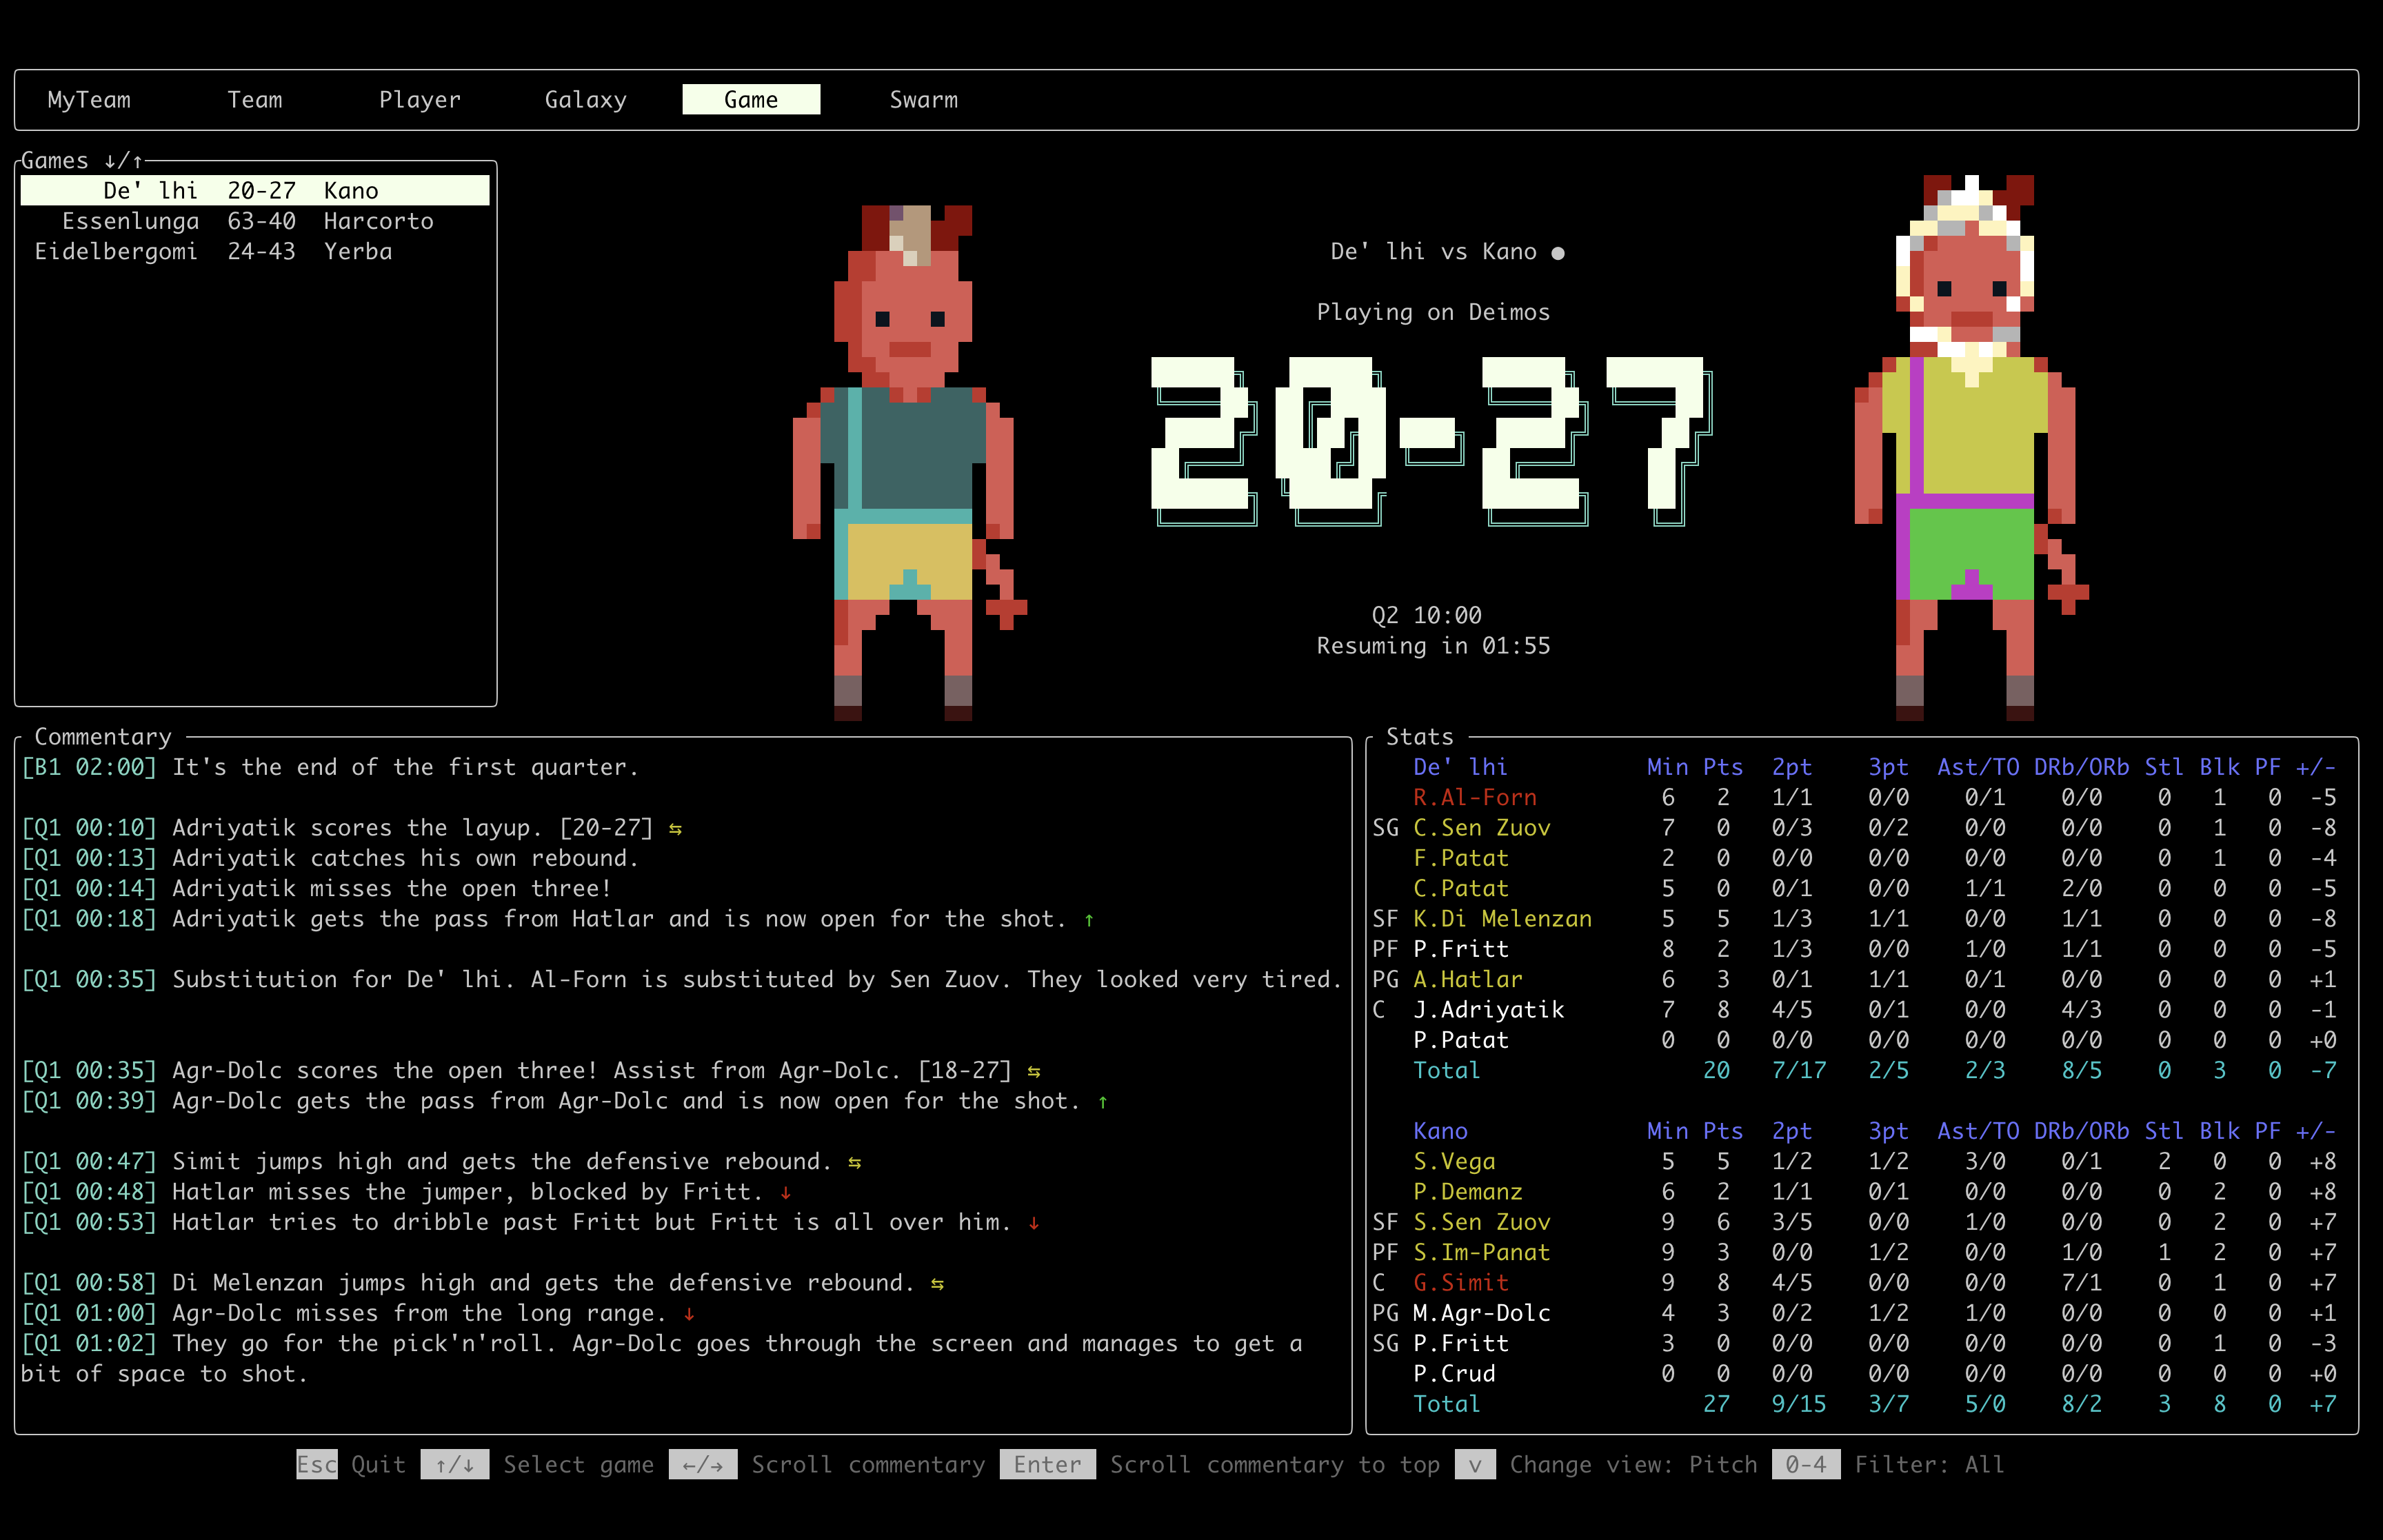 MyTeam Team Player Galaxy Game Swarm
Games ↓/↑
De' lhi 20-27 Kano
Essenlunga 63-40 Harcorto
Eidelbergomi 24-43 Yerba
De' lhi vs Kano ●
Playing on Deimos
20-27
Q2 10:00
Resuming in 01:55
Commentary
[B1 02:00] It's the end of the first quarter.
[Q1 00:10] Adriyatik scores the layup. [20-27] ⇆
[Q1 00:13] Adriyatik catches his own rebound.
[Q1 00:14] Adriyatik misses the open three!
[Q1 00:18] Adriyatik gets the pass from Hatlar and is now open for the shot. ↑
[Q1 00:35] Substitution for De' lhi. Al-Forn is substituted by Sen Zuov. They looked very tired.
[Q1 00:35] Agr-Dolc scores the open three! Assist from Agr-Dolc. [18-27] ⇆
[Q1 00:39] Agr-Dolc gets the pass from Agr-Dolc and is now open for the shot. ↑
[Q1 00:47] Simit jumps high and gets the defensive rebound. ⇆
[Q1 00:48] Hatlar misses the jumper, blocked by Fritt. ↓
[Q1 00:53] Hatlar tries to dribble past Fritt but Fritt is all over him. ↓
[Q1 00:58] Di Melenzan jumps high and gets the defensive rebound. ⇆
[Q1 01:00] Agr-Dolc misses from the long range. ↓
[Q1 01:02] They go for the pick'n'roll. Agr-Dolc goes through the screen and manages to get a
bit of space to shot.
Stats
De' lhi Min Pts 2pt 3pt Ast/TO DRb/ORb Stl Blk PF +/-
R.Al-Forn 6 2 1/1 0/0 0/1 0/0 0 1 0 -5
SG C.Sen Zuov 7 0 0/3 0/2 0/0 0/0 0 1 0 -8
F.Patat 2 0 0/0 0/0 0/0 0/0 0 1 0 -4
C.Patat 5 0 0/1 0/0 1/1 2/0 0 0 0 -5
SF K.Di Melenzan 5 5 1/3 1/1 0/0 1/1 0 0 0 -8
PF P.Fritt 8 2 1/3 0/0 1/0 1/1 0 0 0 -5
PG A.Hatlar 6 3 0/1 1/1 0/1 0/0 0 0 0 +1
C J.Adriyatik 7 8 4/5 0/1 0/0 4/3 0 0 0 -1
P.Patat 0 0 0/0 0/0 0/0 0/0 0 0 0 +0
Total 20 7/17 2/5 2/3 8/5 0 3 0 -7
Kano Min Pts 2pt 3pt Ast/TO DRb/ORb Stl Blk PF +/-
S.Vega 5 5 1/2 1/2 3/0 0/1 2 0 0 +8
P.Demanz 6 2 1/1 0/1 0/0 0/0 0 2 0 +8
SF S.Sen Zuov 9 6 3/5 0/0 1/0 0/0 0 2 0 +7
PF S.Im-Panat 9 3 0/0 1/2 0/0 1/0 1 2 0 +7
C G.Simit 9 8 4/5 0/0 0/0 7/1 0 1 0 +7
PG M.Agr-Dolc 4 3 0/2 1/2 1/0 0/0 0 0 0 +1
SG P.Fritt 3 0 0/0 0/0 0/0 0/0 0 1 0 -3
P.Crud 0 0 0/0 0/0 0/0 0/0 0 0 0 +0
Total 27 9/15 3/7 5/0 8/2 3 8 0 +7
Esc Quit ↑/↓ Select game ←/→ Scroll commentary Enter Scroll commentary to top v Change view: Pitch 0-4 Filter: All